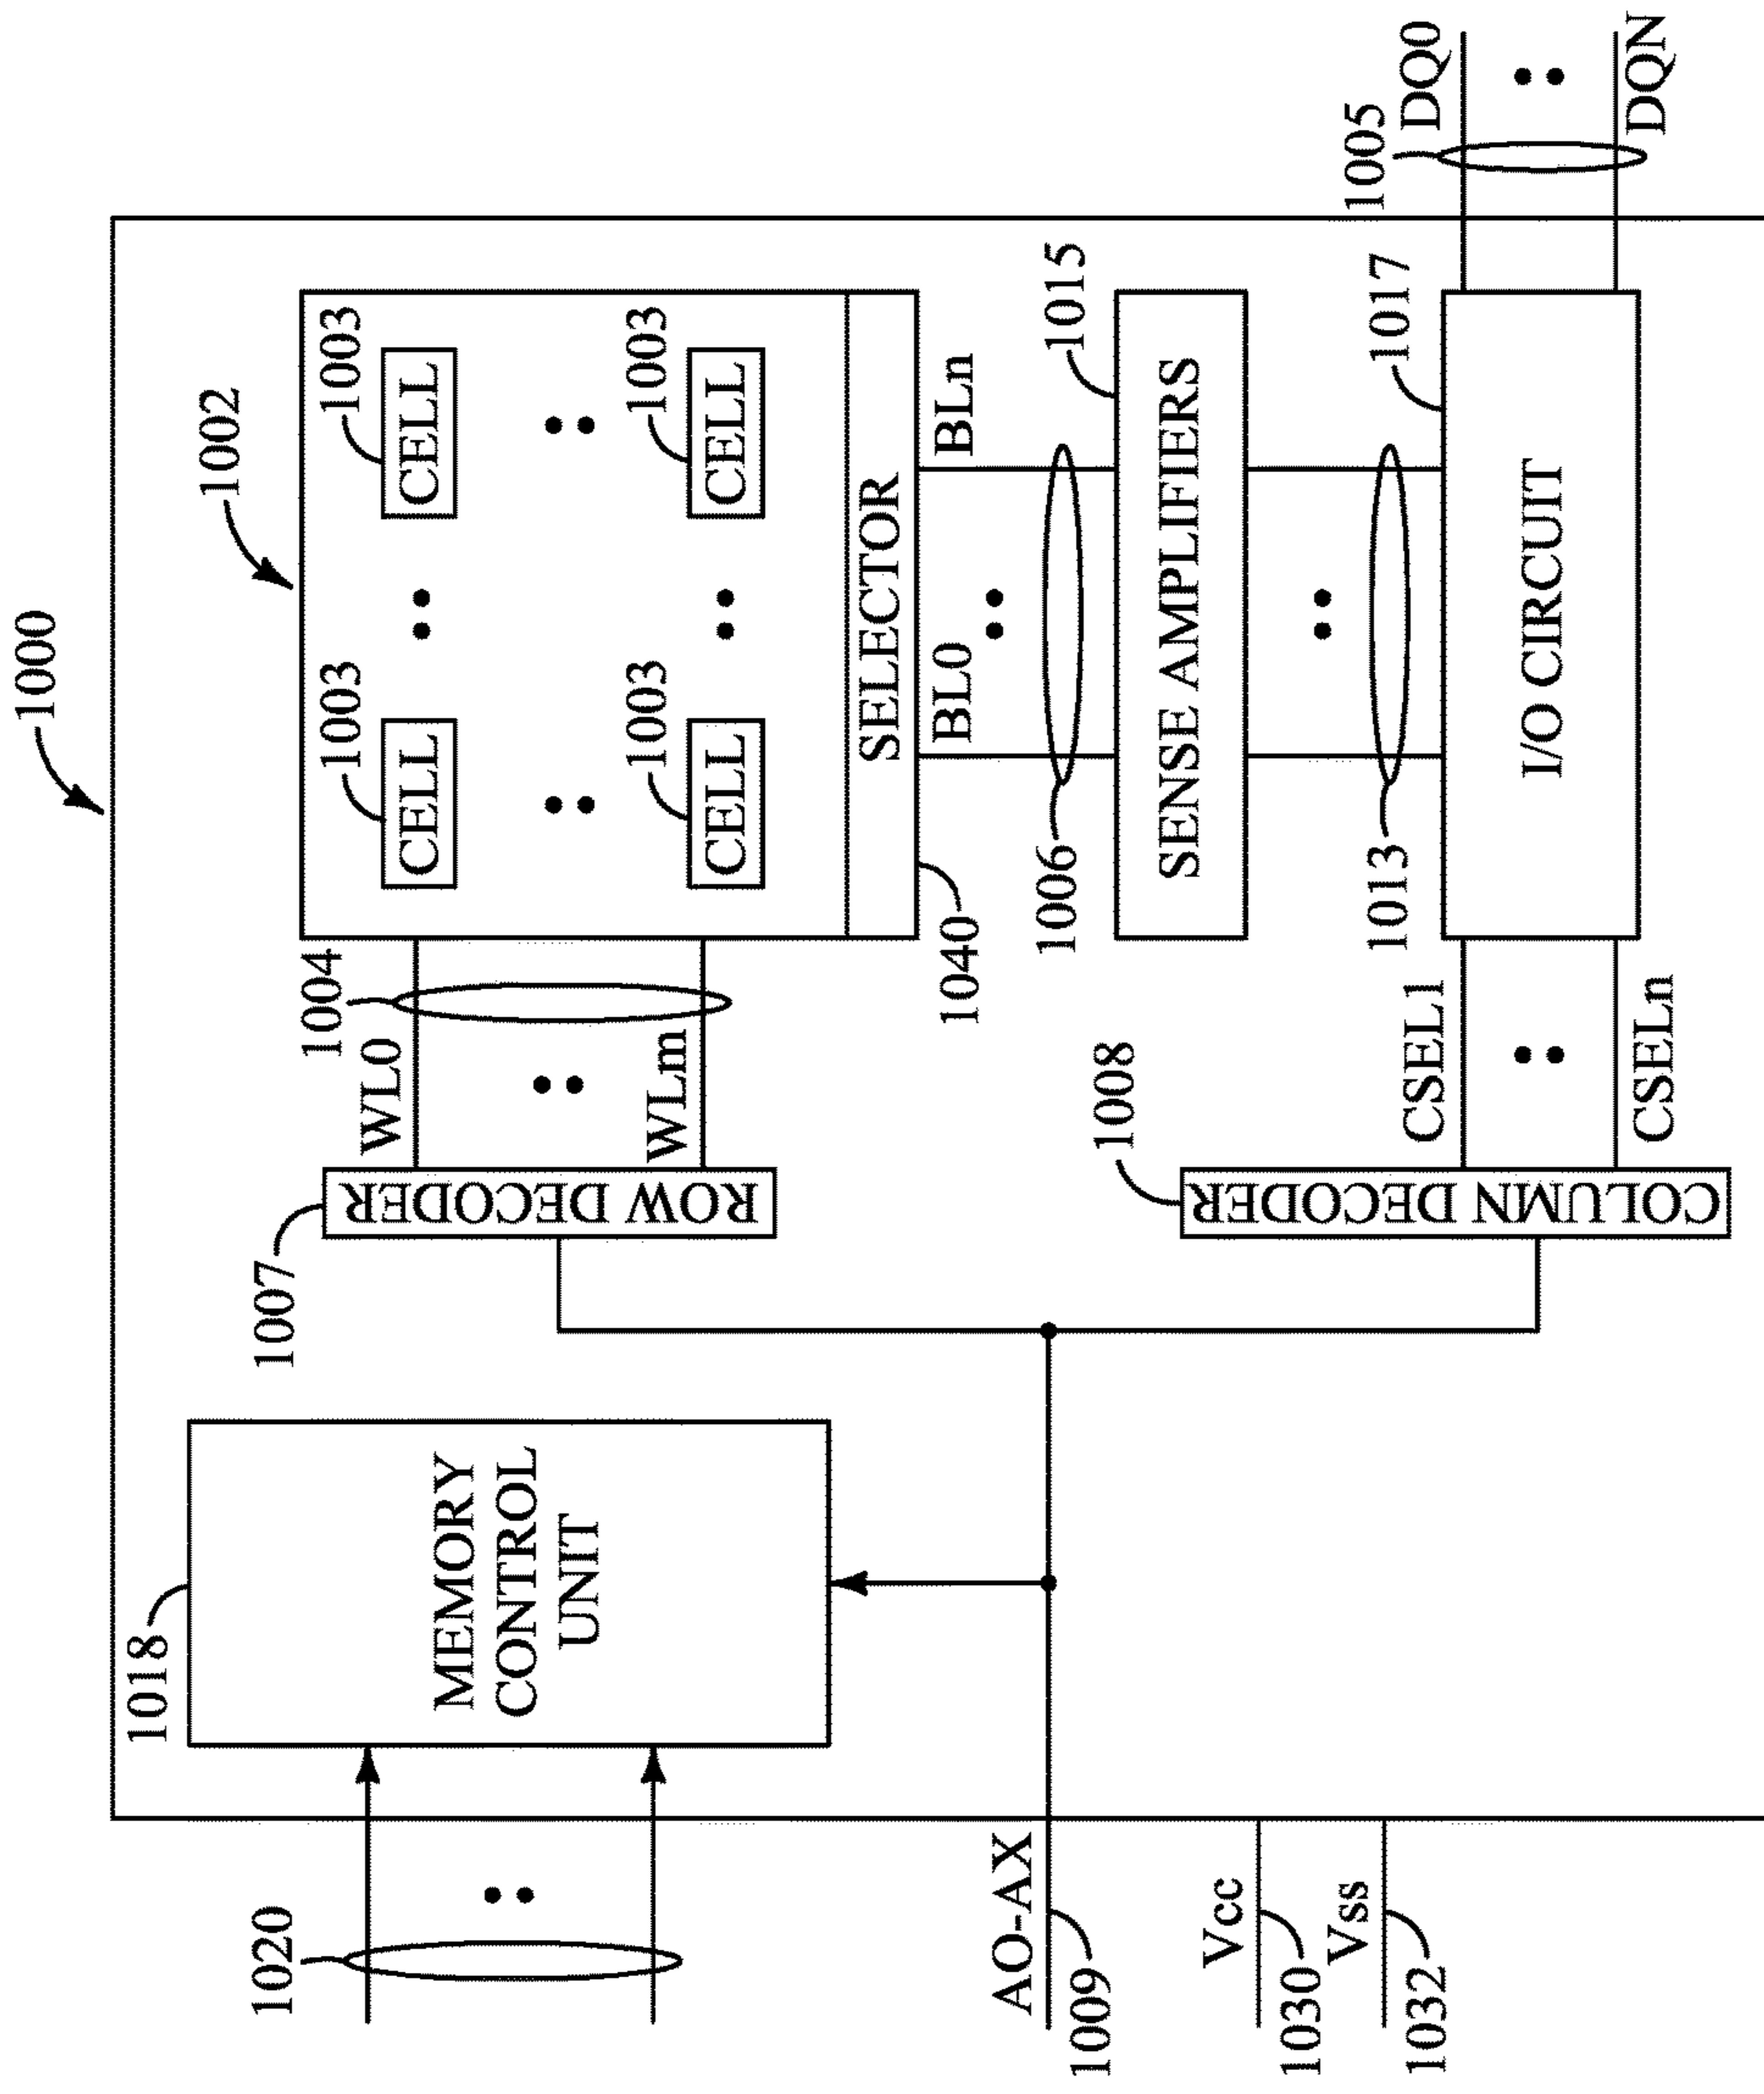 1000
1002
1003
CELL
1003
CELL
1003
CELL
1003
CELL
SELECTOR
1040
1004
WL0
WLm
1007
ROW DECODER
1018
MEMORY
CONTROL
UNIT
1020
BL0
BLn
1006
1015
SENSE AMPLIFIERS
1013
1017
I/O CIRCUIT
1005
DQ0
DQN
1008
COLUMN DECODER
CSEL1
CSELn
AO-AX
1009
Vcc
1030
Vss
1032